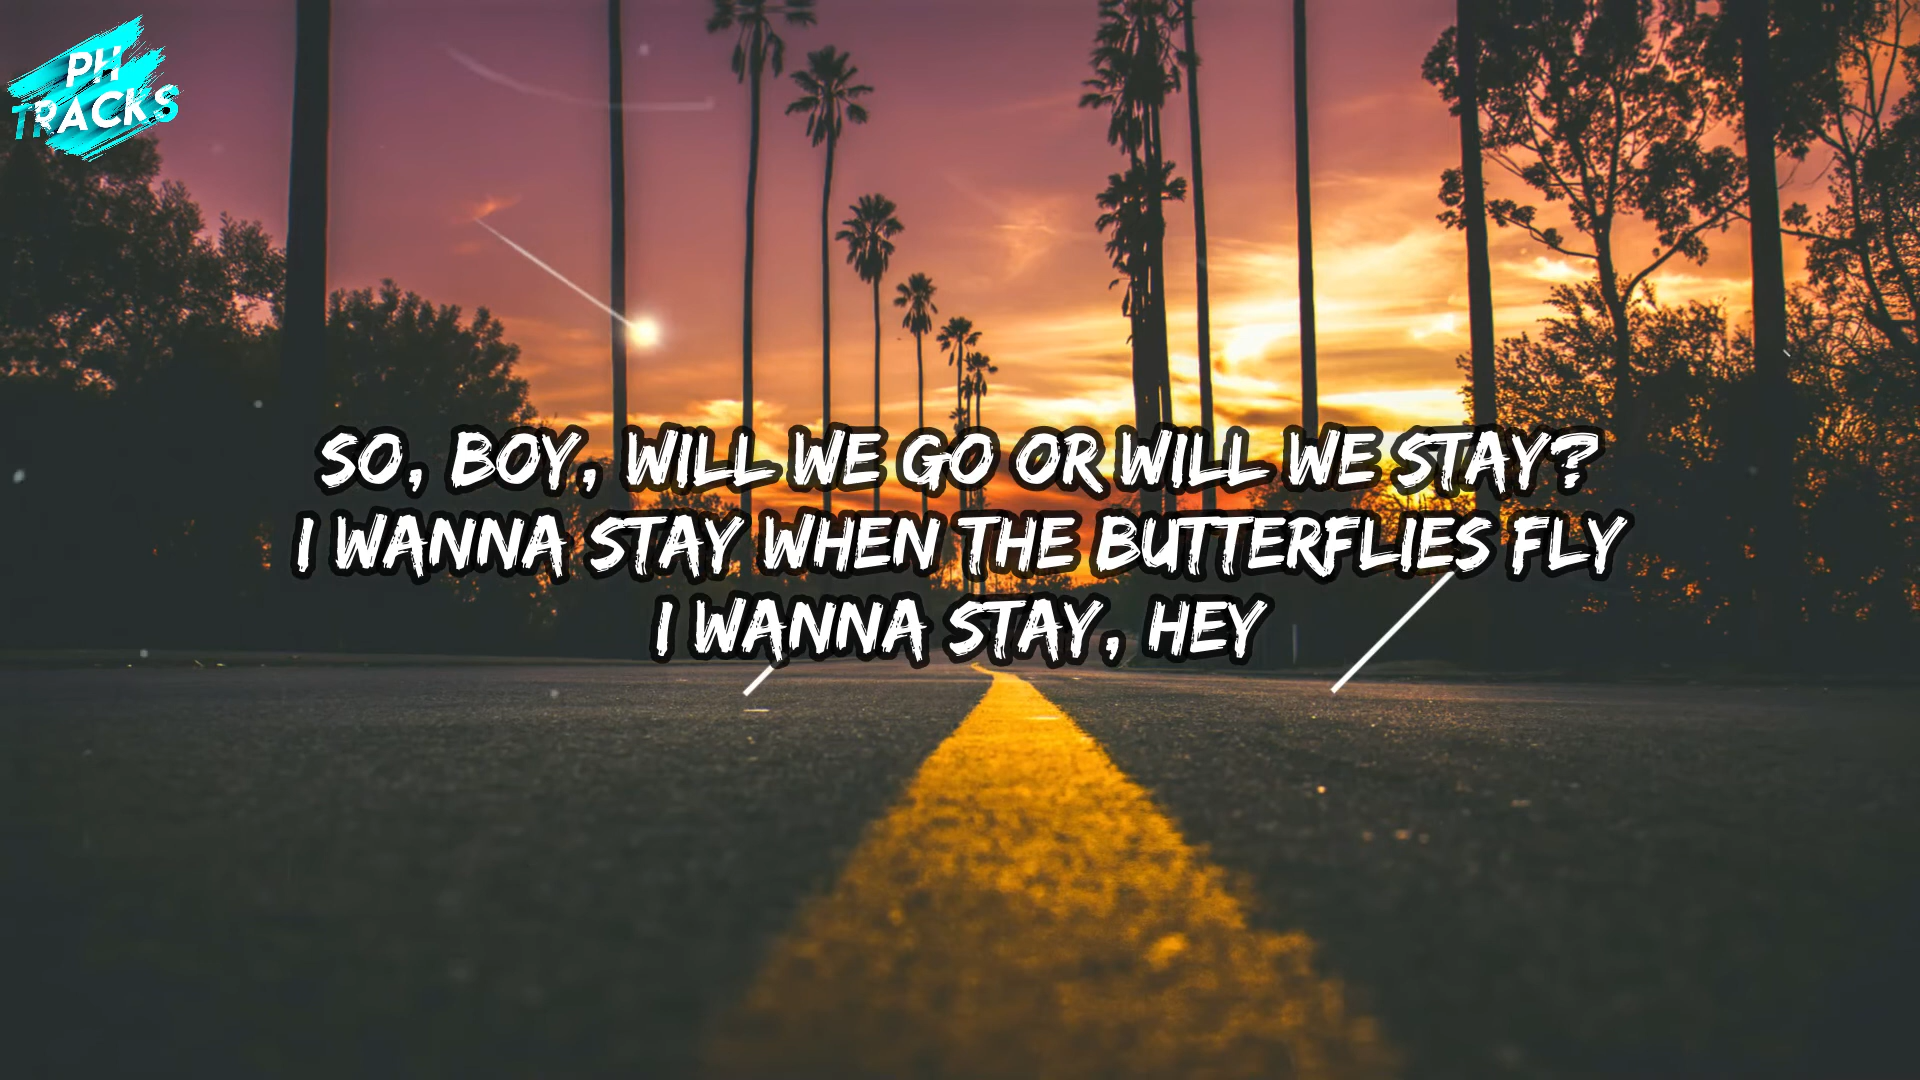 PH
TRACKS
SO, BOY, WILL WE GO OR WILL WE STAY?
I WANNA STAY WHEN THE BUTTERFLIES FLY
I WANNA STAY, HEY